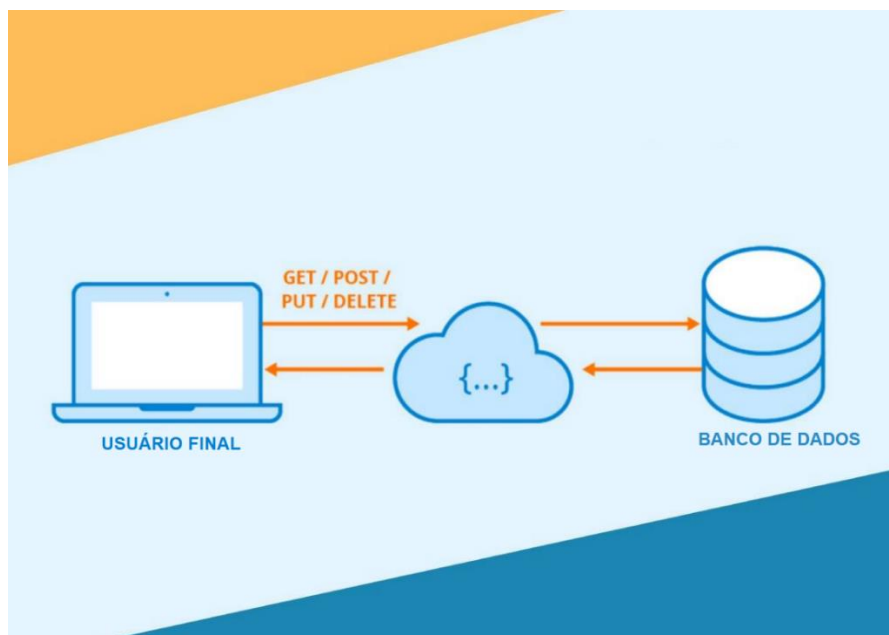 GET / POST /
PUT / DELETE
{...}
USUÁRIO FINAL
BANCO DE DADOS